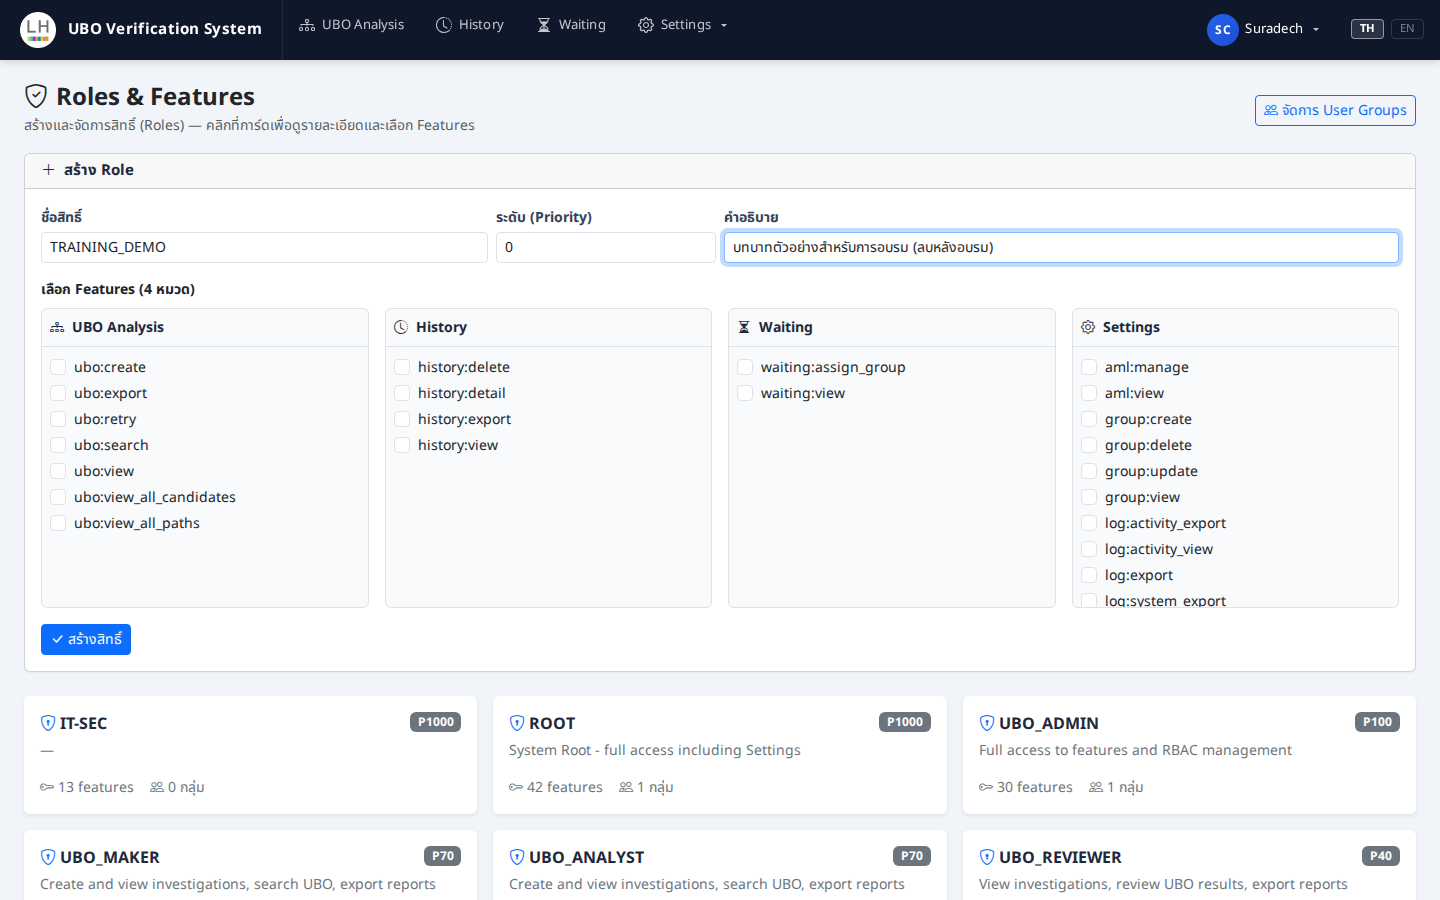 LH UBO Verification System UBO Analysis History Waiting Settings SC Suradech TH EN
Roles & Features
สร้างและจัดการสิทธิ์ (Roles) — คลิกที่การ์ดเพื่อดูรายละเอียดและเลือก Features
จัดการ User Groups
สร้าง Role
ชื่อสิทธิ์ ระดับ (Priority) คำอธิบาย
TRAINING_DEMO 0 บทบาทตัวอย่างสำหรับการอบรม (ลบหลังอบรม)
เลือก Features (4 หมวด)
UBO Analysis
ubo:create
ubo:export
ubo:retry
ubo:search
ubo:view
ubo:view_all_candidates
ubo:view_all_paths
History
history:delete
history:detail
history:export
history:view
Waiting
waiting:assign_group
waiting:view
Settings
aml:manage
aml:view
group:create
group:delete
group:update
group:view
log:activity_export
log:activity_view
log:export
log:system_export
สร้างสิทธิ์
IT-SEC P1000
—
13 features 0 กลุ่ม
ROOT P1000
System Root - full access including Settings
42 features 1 กลุ่ม
UBO_ADMIN P100
Full access to features and RBAC management
30 features 1 กลุ่ม
UBO_MAKER P70
Create and view investigations, search UBO, export reports
UBO_ANALYST P70
Create and view investigations, search UBO, export reports
UBO_REVIEWER P40
View investigations, review UBO results, export reports